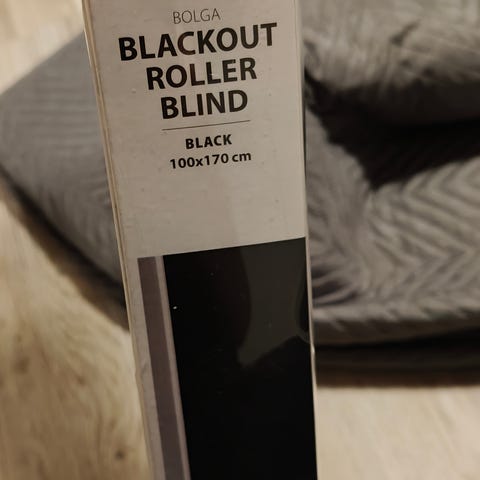 BOLGA
BLACKOUT
ROLLER
BLIND
BLACK
100x170 cm